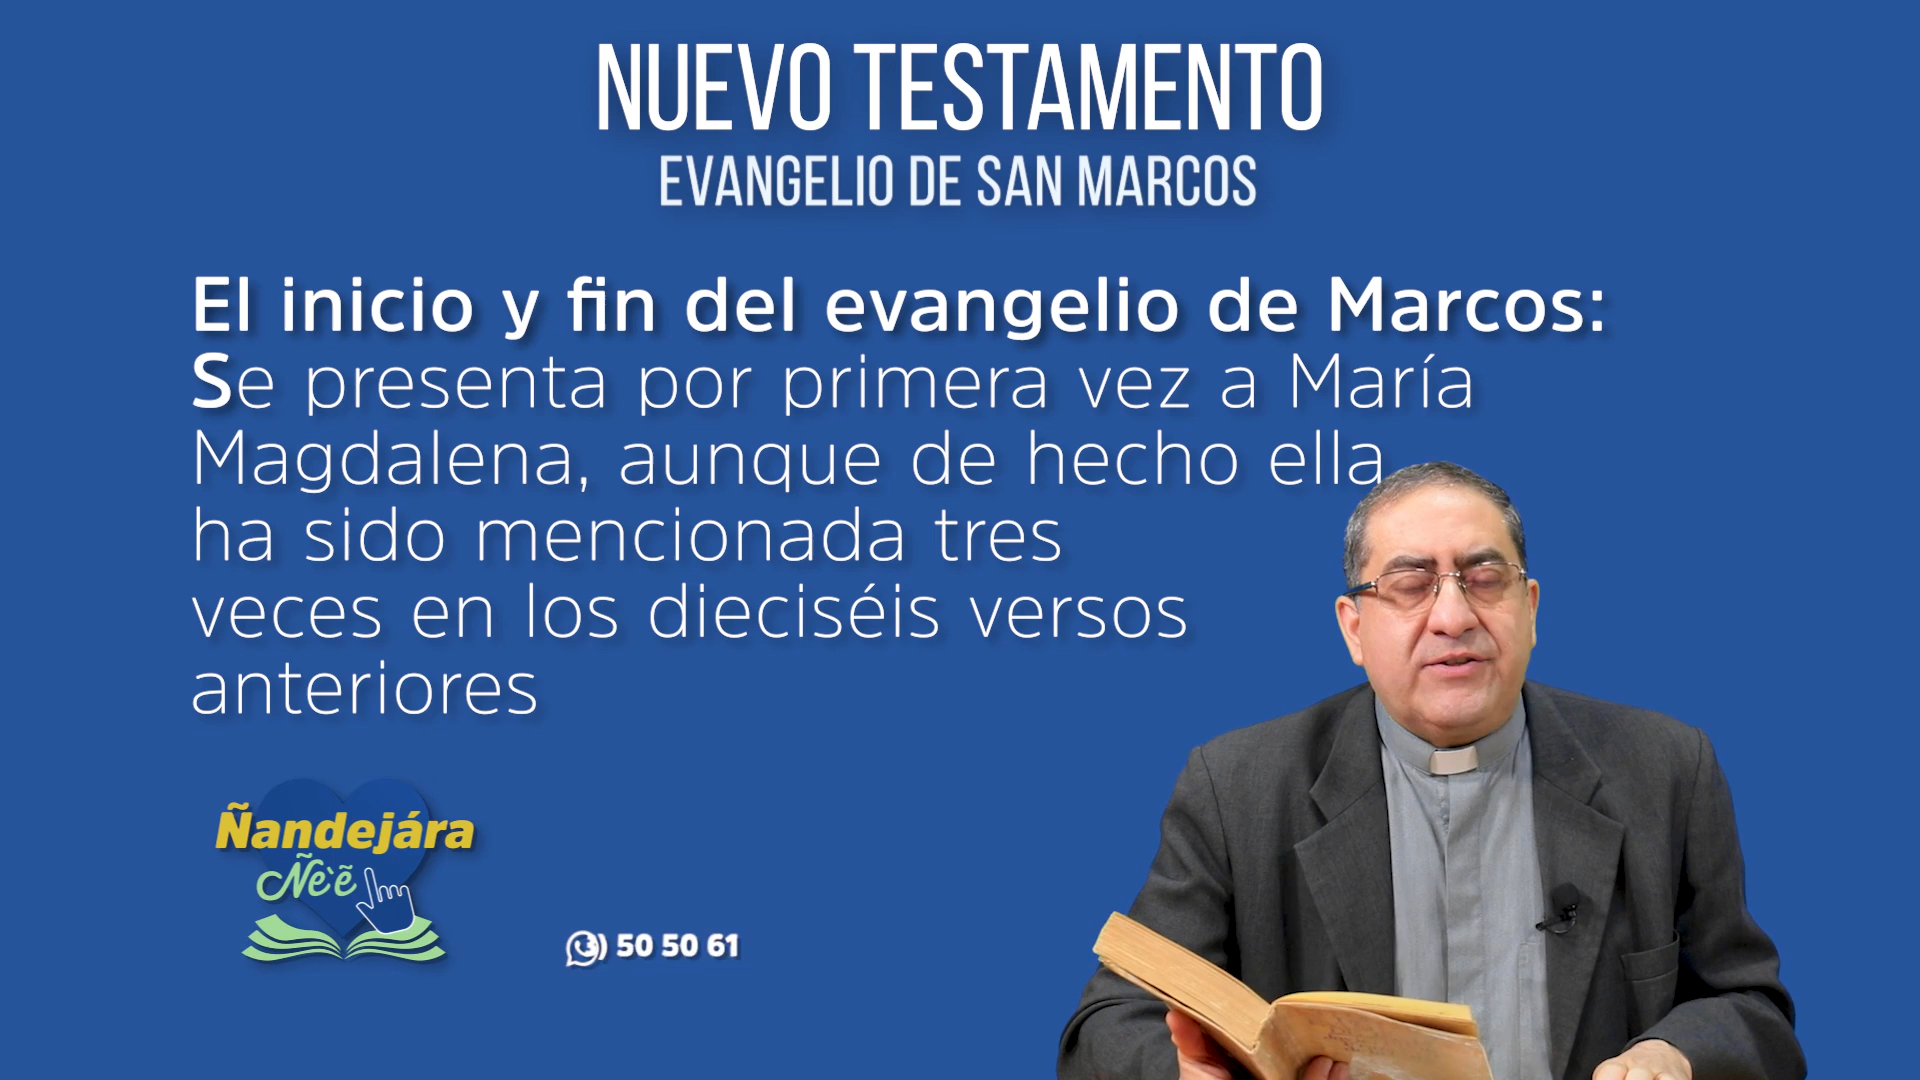 NUEVO TESTAMENTO
EVANGELIO DE SAN MARCOS
El inicio y fin del evangelio de Marcos:
Se presenta por primera vez a María
Magdalena, aunque de hecho ella
ha sido mencionada tres
veces en los dieciséis versos
anteriores
Ñandejára
Ñe'ẽ
) 50 50 61